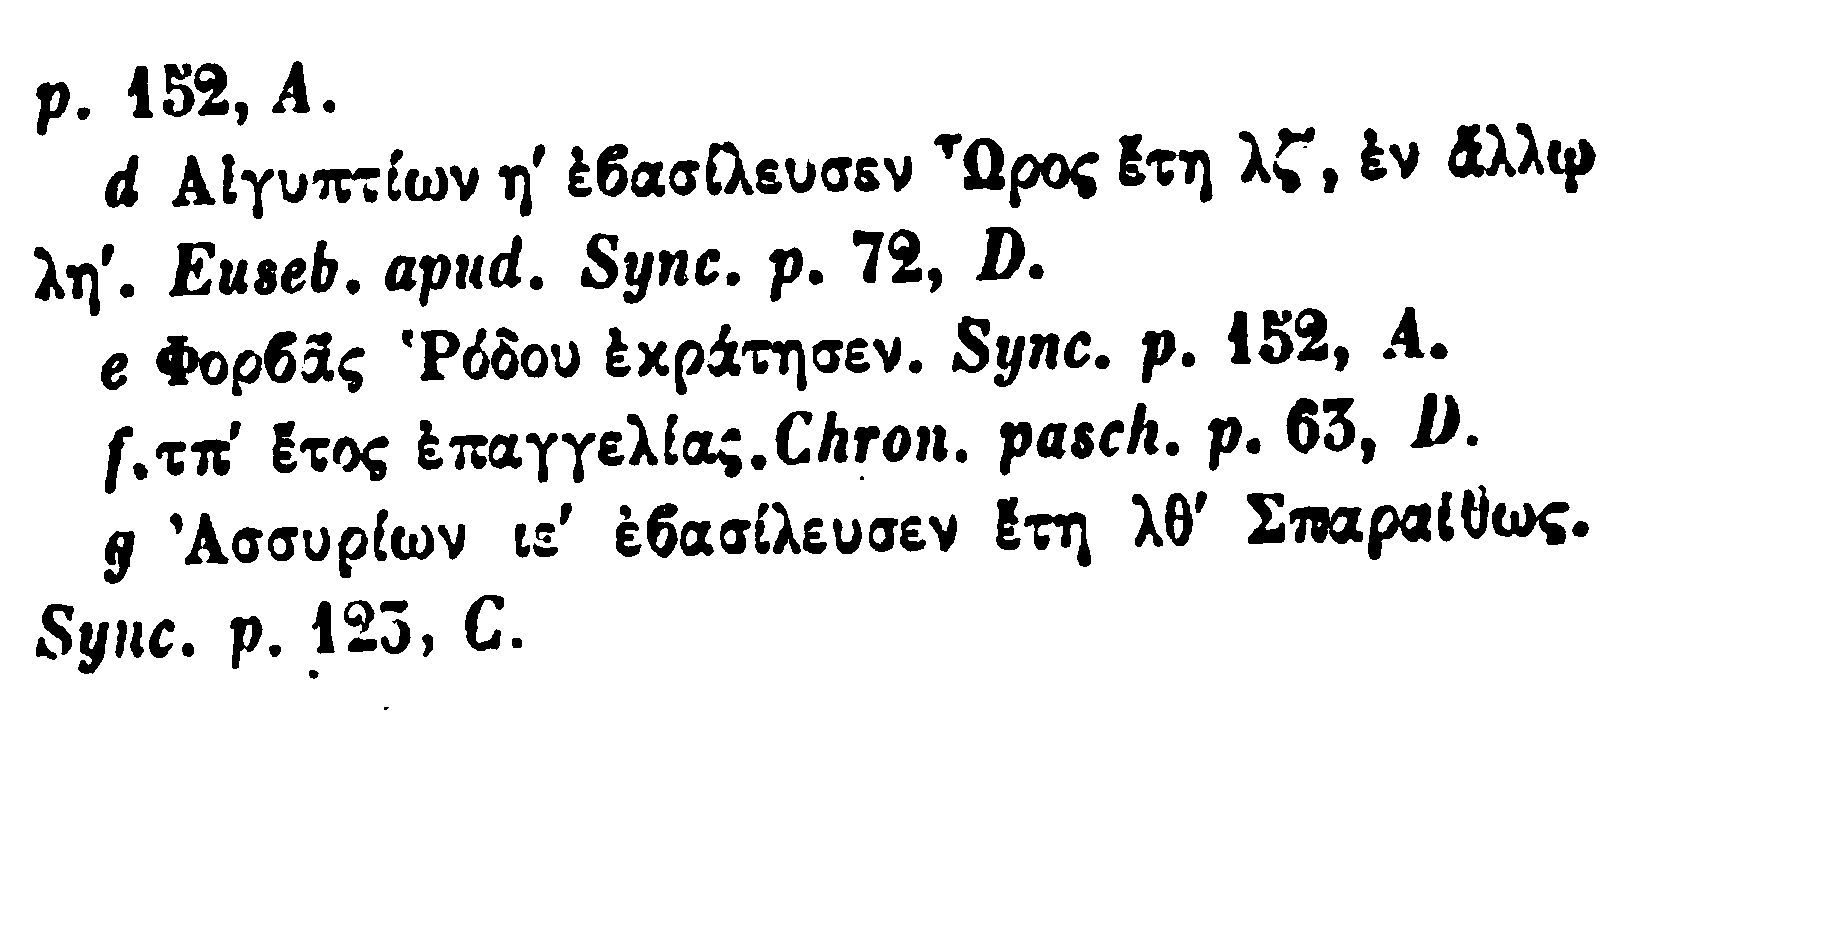 p. 152, A.
d Αἰγυπτίων η' ἐϐασίλευσεν Ὦρος ἔτη λζ', ἐν ἄλλῳ
λη'. Euseb. apud. Sync. p. 72, D.
e Φορϐᾶς Ῥόδου ἐκράτησεν. Sync. p. 152, A.
f.τπ' ἔτος ἐπαγγελίας. Chron. pasch. p. 63, D.
g Ἀσσυρίων ιε' ἐϐασίλευσεν ἔτη λθ' Σπαραίθως.
Sync. p. 123, C.